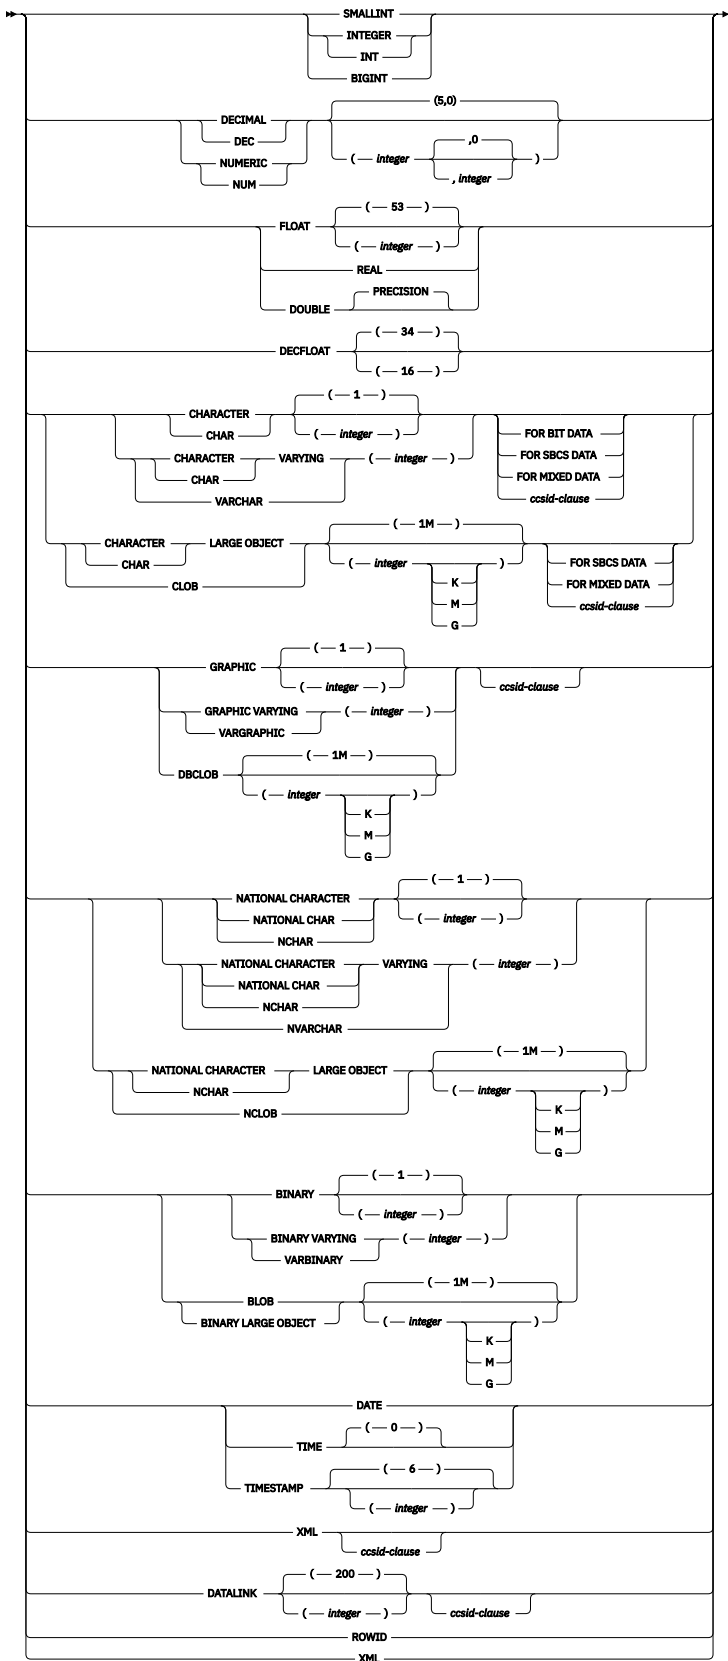 SMALLINT
INTEGER
INT
BIGINT
(5,0)
DECIMAL
DEC
,0
NUMERIC ( integer )
, integer
NUM
( 53 )
FLOAT
( integer )
REAL
PRECISION
DOUBLE
( 34 )
DECFLOAT
( 16 )
( 1 )
CHARACTER
CHAR ( integer ) FOR BIT DATA
CHARACTER VARYING ( integer ) FOR SBCS DATA
CHAR FOR MIXED DATA
VARCHAR ccsid-clause
( 1M )
CHARACTER LARGE OBJECT
CHAR ( integer ) FOR SBCS DATA
CLOB K FOR MIXED DATA
M ccsid-clause
G
( 1 )
GRAPHIC
( integer ) ccsid-clause
GRAPHIC VARYING ( integer )
VARGRAPHIC
( 1M )
DBCLOB
( integer )
K
M
G
( 1 )
NATIONAL CHARACTER
NATIONAL CHAR ( integer )
NCHAR
NATIONAL CHARACTER VARYING ( integer )
NATIONAL CHAR
NCHAR
NVARCHAR
( 1M )
NATIONAL CHARACTER LARGE OBJECT
NCHAR ( integer )
NCLOB K
M
G
( 1 )
BINARY
( integer )
BINARY VARYING ( integer )
VARBINARY
( 1M )
BLOB
BINARY LARGE OBJECT ( integer )
K
M
G
DATE
( 0 )
TIME
( 6 )
TIMESTAMP
( integer )
XML
ccsid-clause
( 200 )
DATALINK
( integer ) ccsid-clause
ROWID
XML